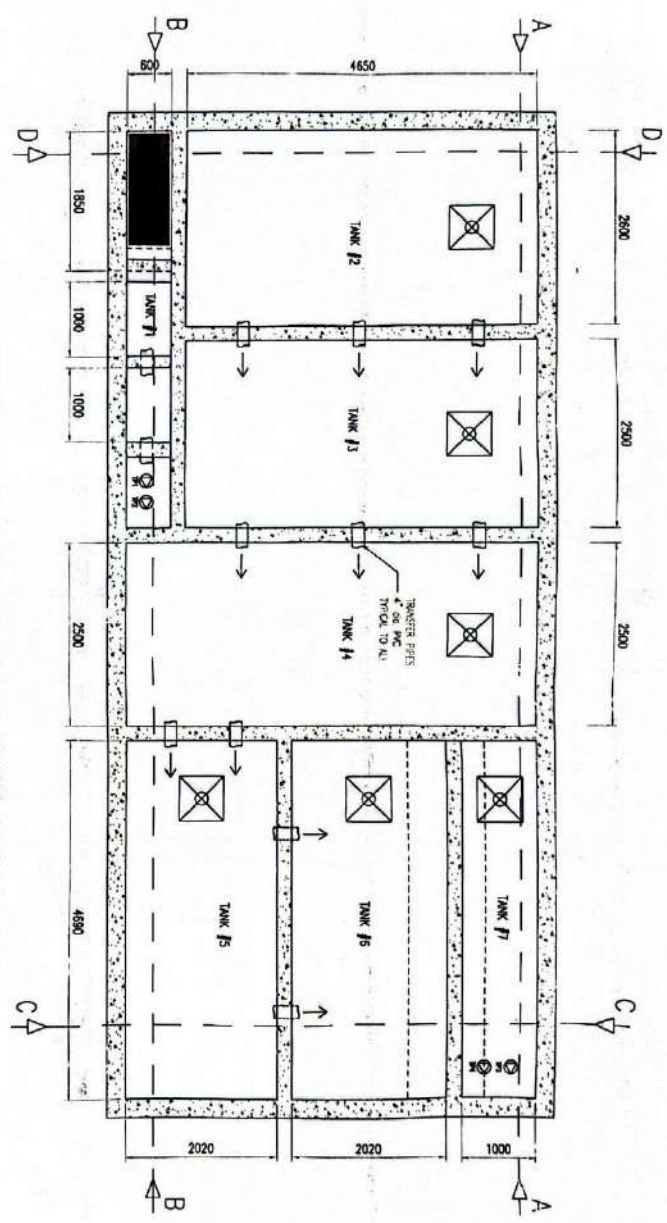 B
600
4650
A
D
D
1850
2600
TANK #2
1000
TANK #1
1000
2500
TANK #3
TRANSFER PIPES
4" DIA PVC
TYPICAL TO ALL
2500
TANK #4
2500
4690
TANK #5
TANK #6
TANK #7
C
C
2020
2020
1000
B
A